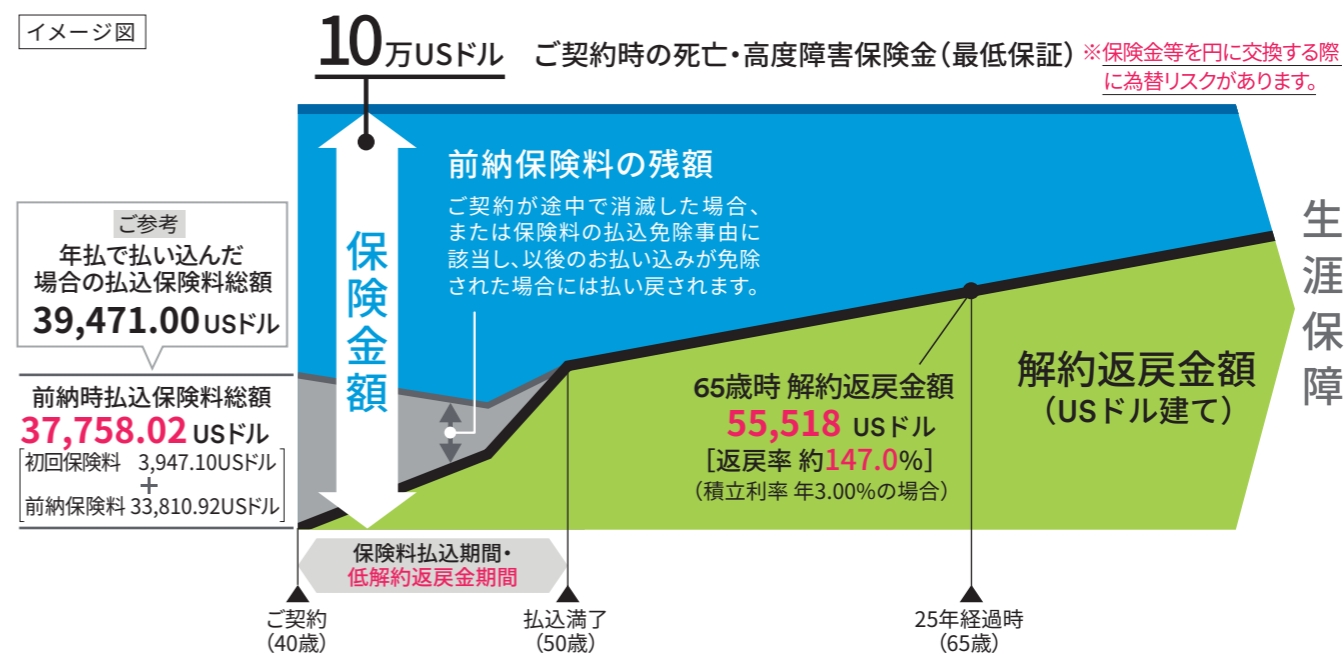 イメージ図
10万USドル ご契約時の死亡・高度障害保険金（最低保証） ※保険金等を円に交換する際
に為替リスクがあります。
前納保険料の残額
ご契約が途中で消滅した場合、
または保険料の払込免除事由に
該当し、以後のお払い込みが免除
された場合には払い戻されます。
保険金額
ご参考
年払で払い込んだ
場合の払込保険料総額
39,471.00USドル
前納時払込保険料総額
37,758.02 USドル
初回保険料 3,947.10USドル
＋
前納保険料 33,810.92USドル
65歳時 解約返戻金額
55,518 USドル
［返戻率 約147.0%］
（積立利率 年3.00%の場合）
解約返戻金額
（USドル建て）
生涯保障
保険料払込期間・
低解約返戻金期間
ご契約
（40歳）
払込満了
（50歳）
25年経過時
（65歳）